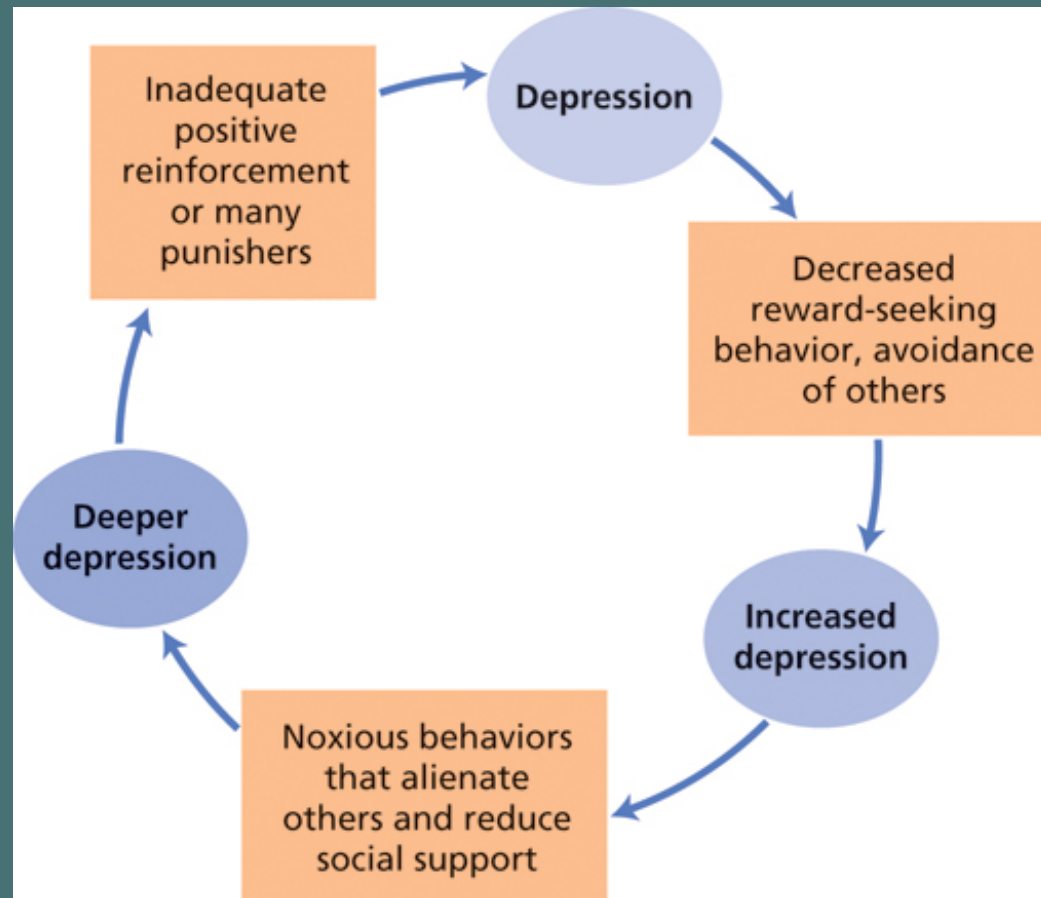 Inadequate
positive
reinforcement
or many
punishers
Depression
Decreased
reward-seeking
behavior, avoidance
of others
Increased
depression
Noxious behaviors
that alienate
others and reduce
social support
Deeper
depression